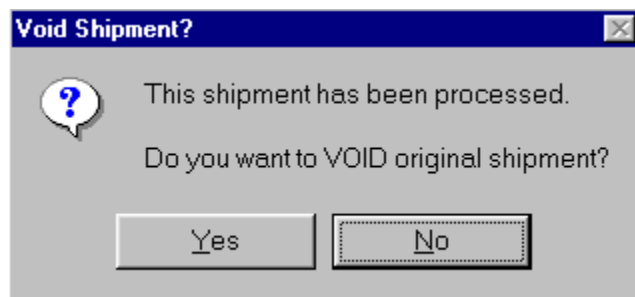 Void Shipment?
This shipment has been processed.
Do you want to VOID original shipment?
Yes
No